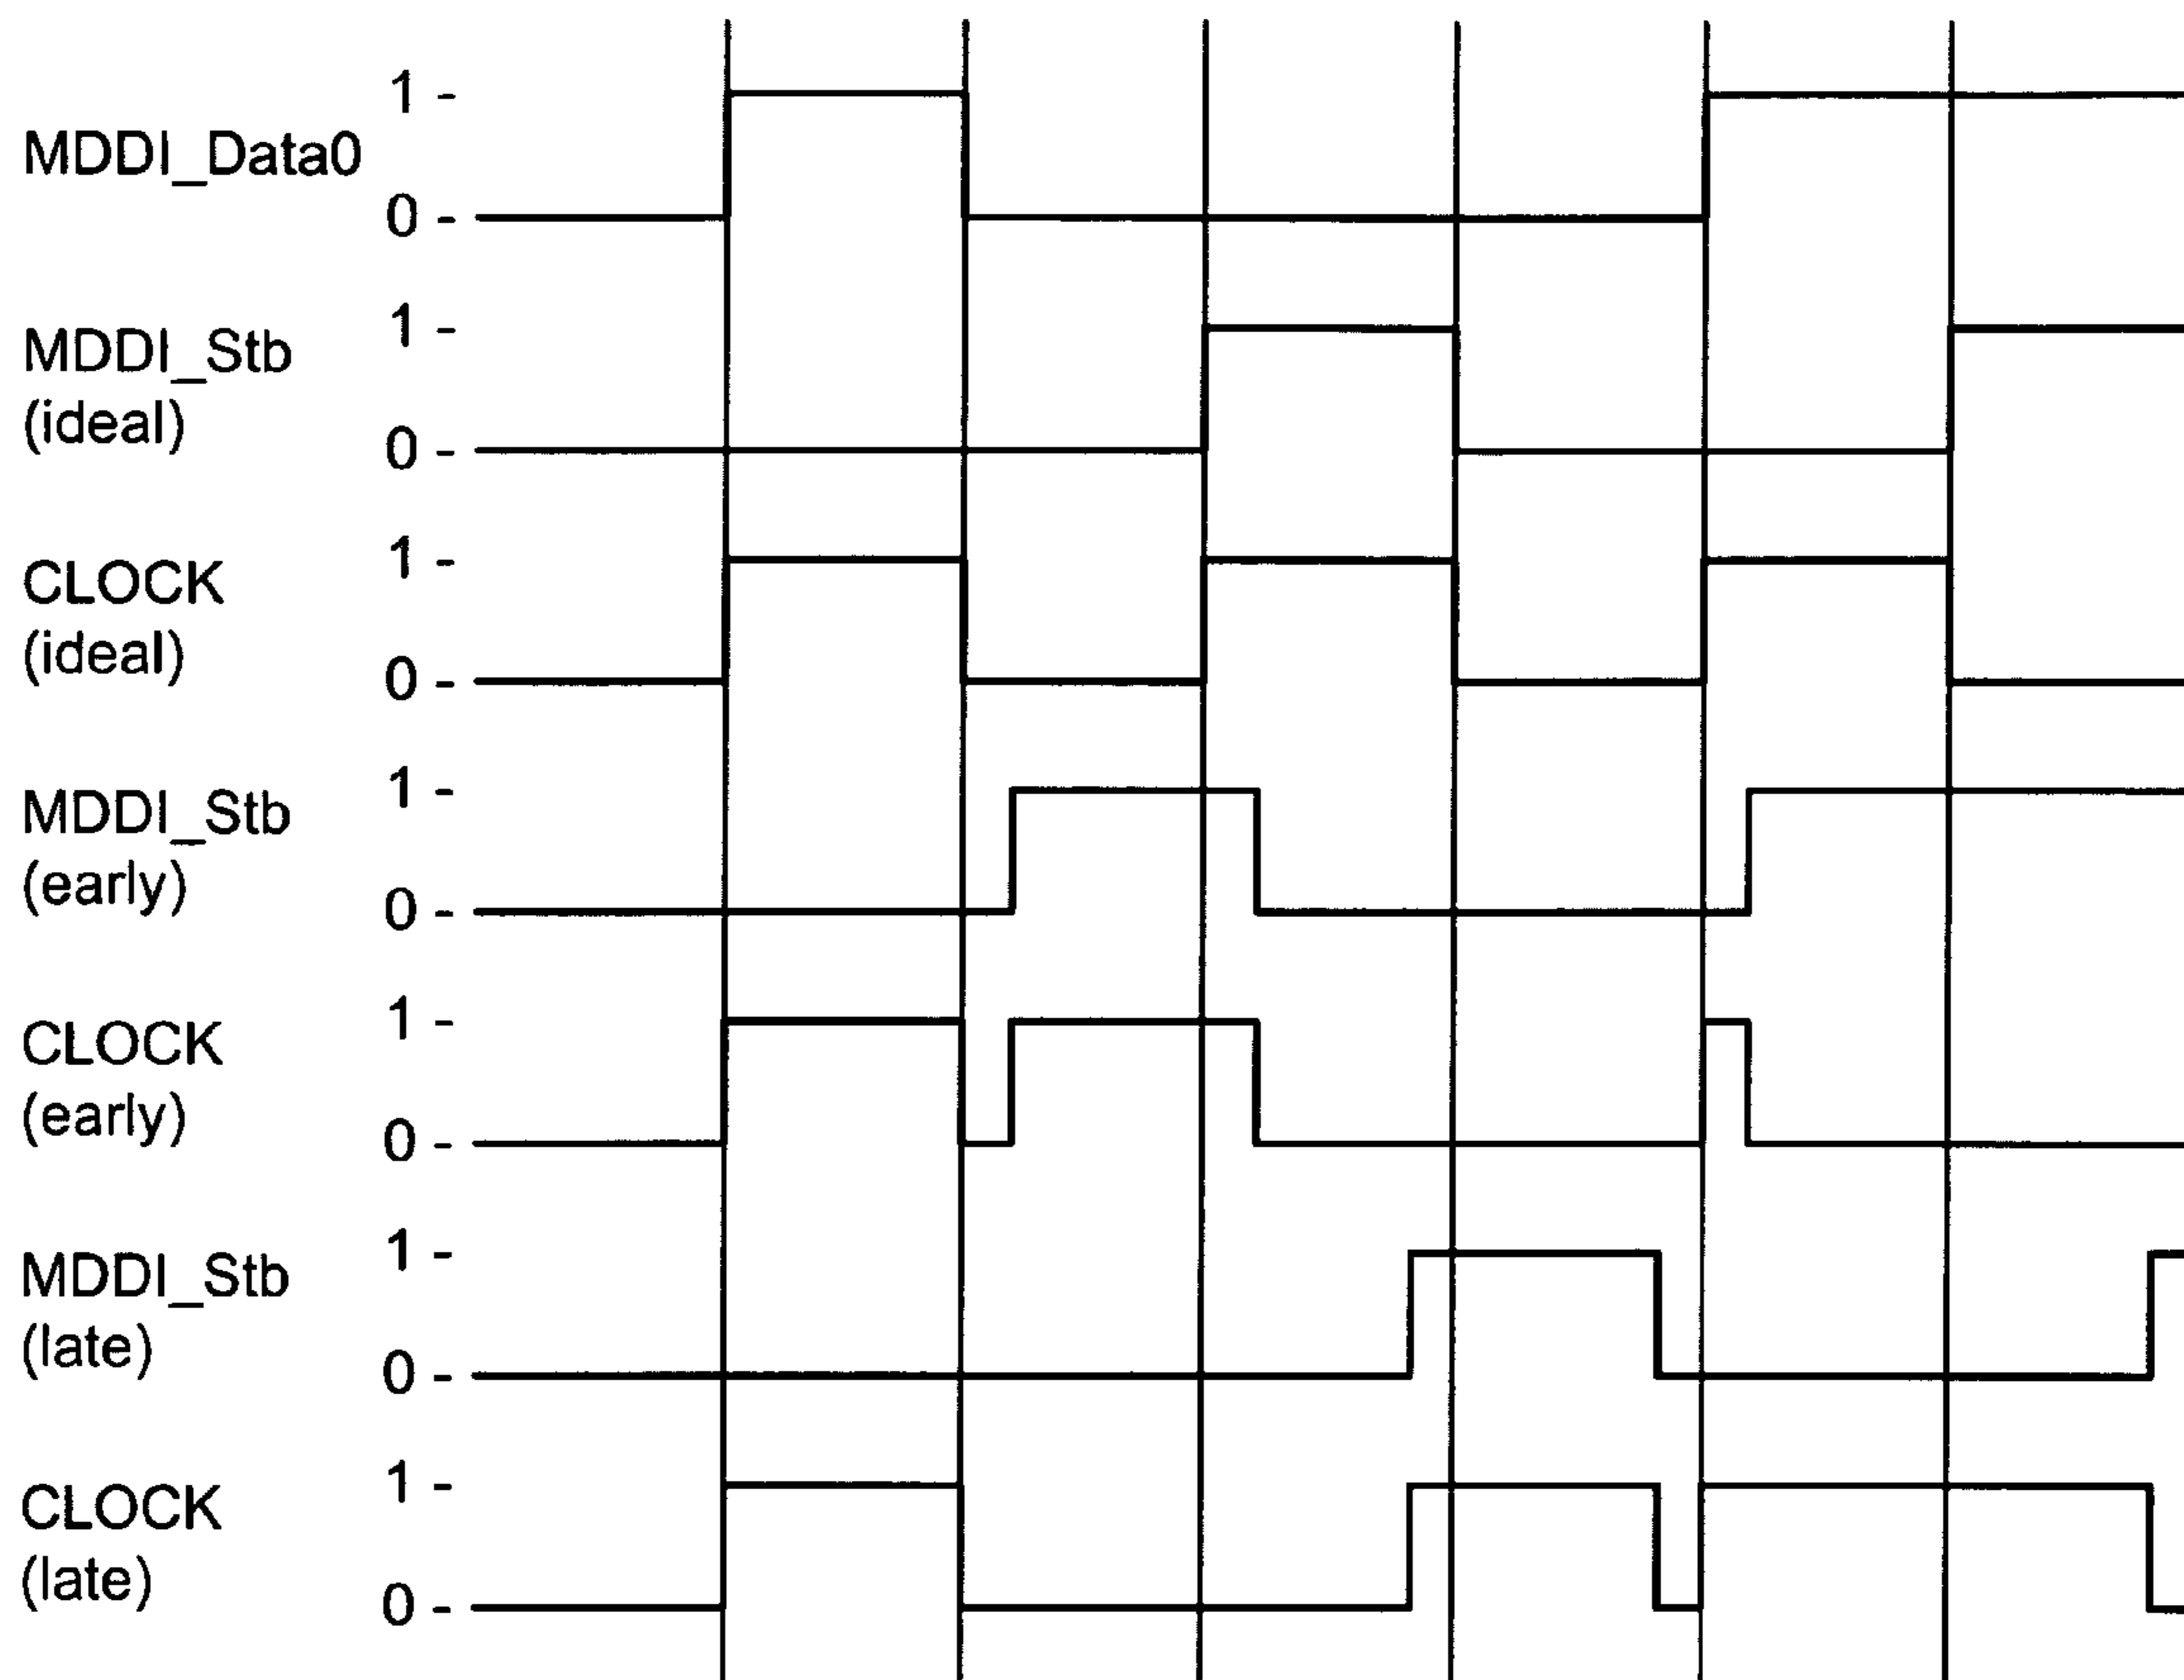 1 -
MDDI_Data0
0 -
1 -
MDDI_Stb
(ideal)
0 -
1 -
CLOCK
(ideal)
0 -
1 -
MDDI_Stb
(early)
0 -
1 -
CLOCK
(early)
0 -
1 -
MDDI_Stb
(late)
0 -
1 -
CLOCK
(late)
0 -